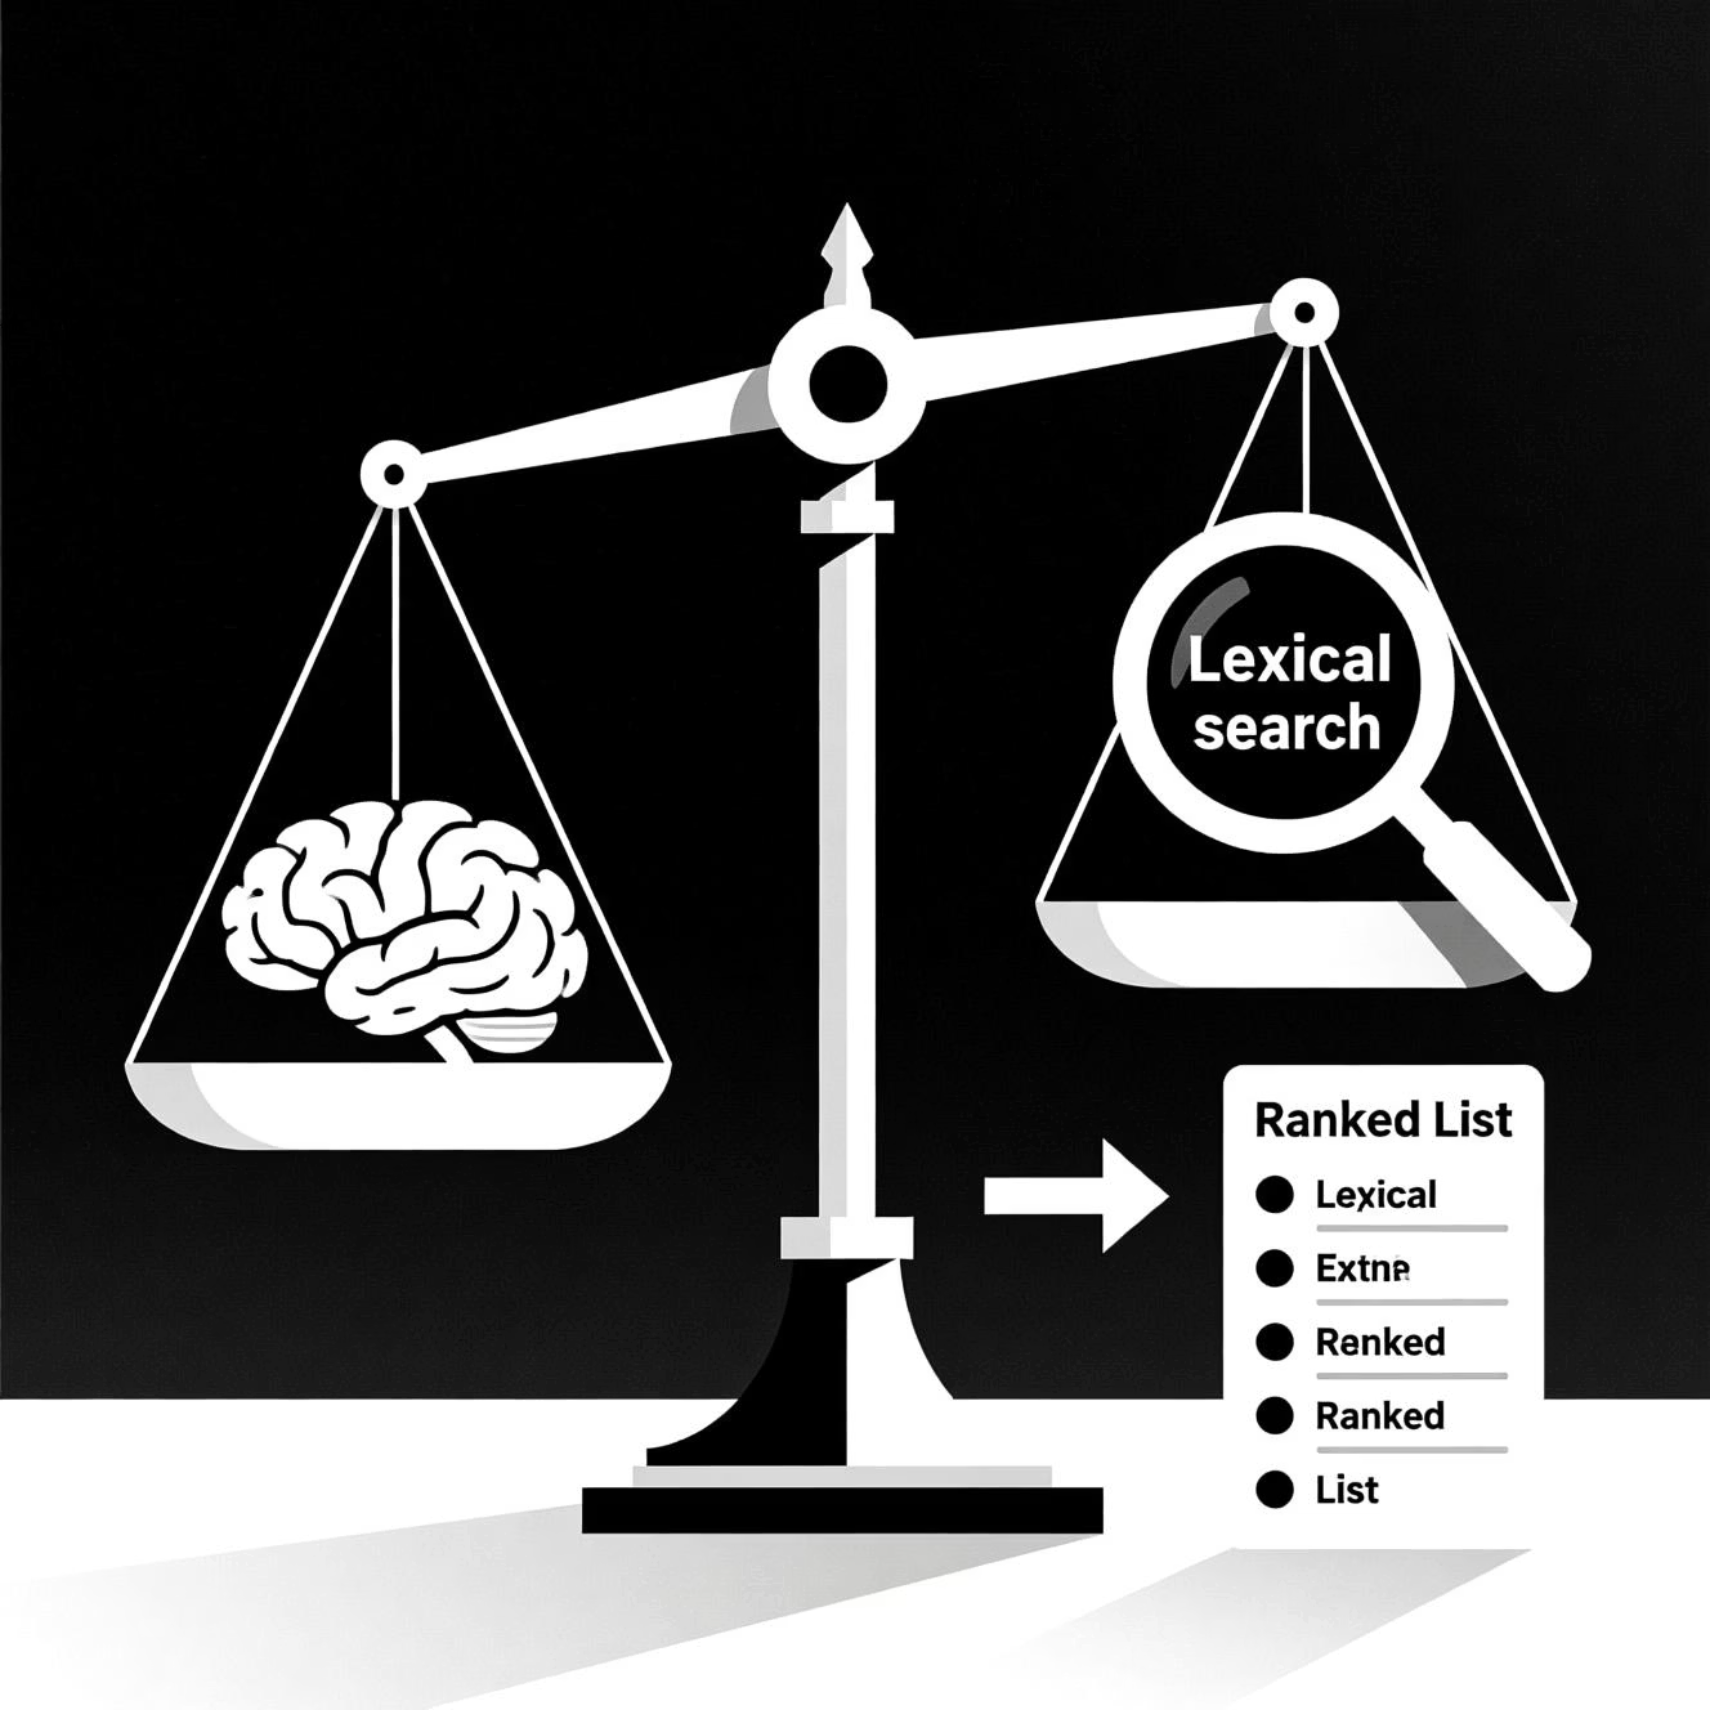 Lexical
search
Ranked List
Lexical
Extne
Renked
Ranked
List